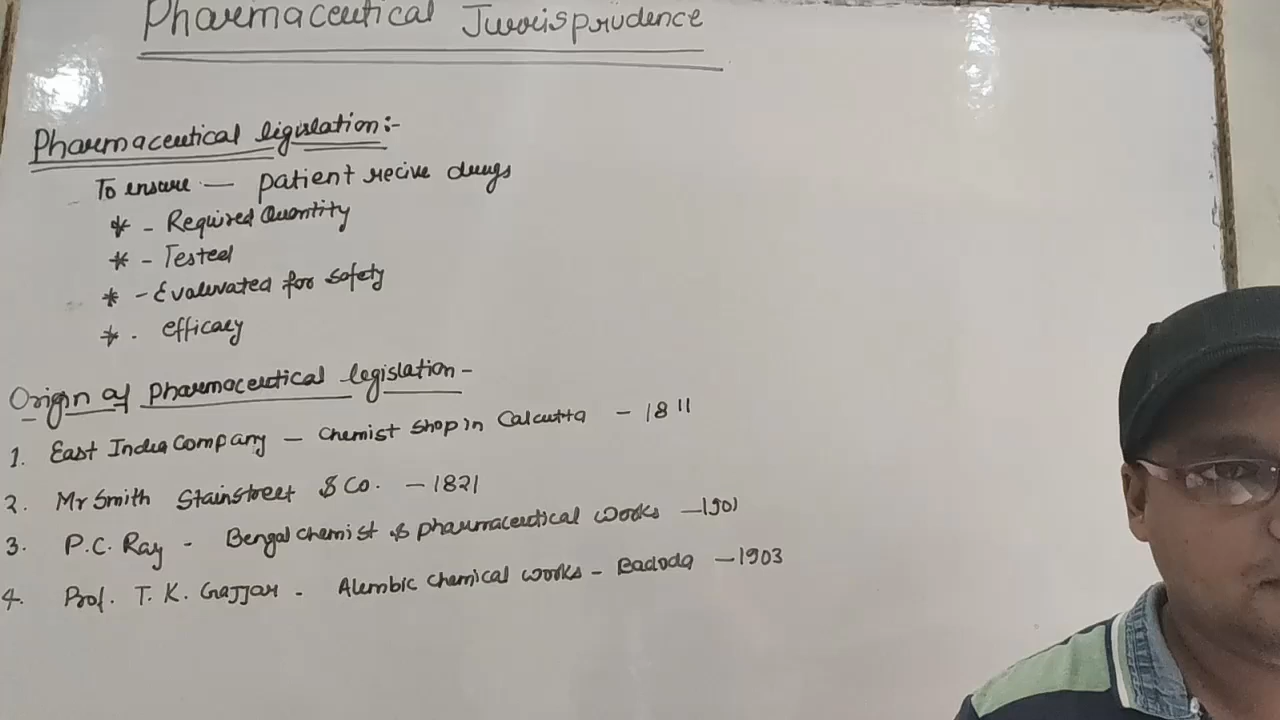 Pharmaceutical Jurisprudence
Pharmaceutical legislation:-
To ensure — patient recive drugs
* - Required Quantity
* - Tested
* - Evaluvated for safety
* . efficacy
Origin of pharmaceutical legislation -
1. East India Company — Chemist Shop in Calcutta - 1811
2. Mr Smith Stainstreet & Co. - 1821
3. P.C. Ray - Bengal chemist & pharmaceutical works - 1901
4. Prof. T. K. Gajjar - Alembic chemical works - Badoda - 1903